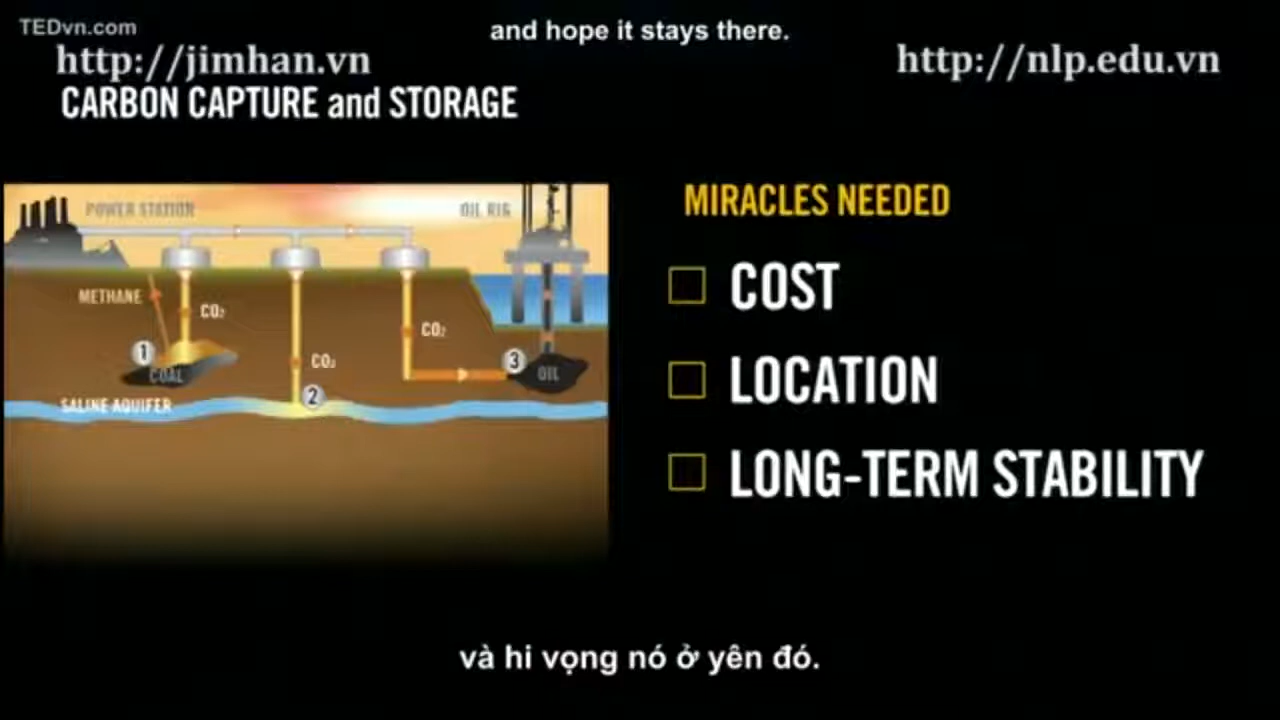 TEDvn.com
and hope it stays there.
http://jimhan.vn
http://nlp.edu.vn
CARBON CAPTURE and STORAGE
POWER STATION
OIL RIG
METHANE
CO₂
CO₂
CO₂
1
COAL
2
3
OIL
SALINE AQUIFER
MIRACLES NEEDED
COST
LOCATION
LONG-TERM STABILITY
và hi vọng nó ở yên đó.